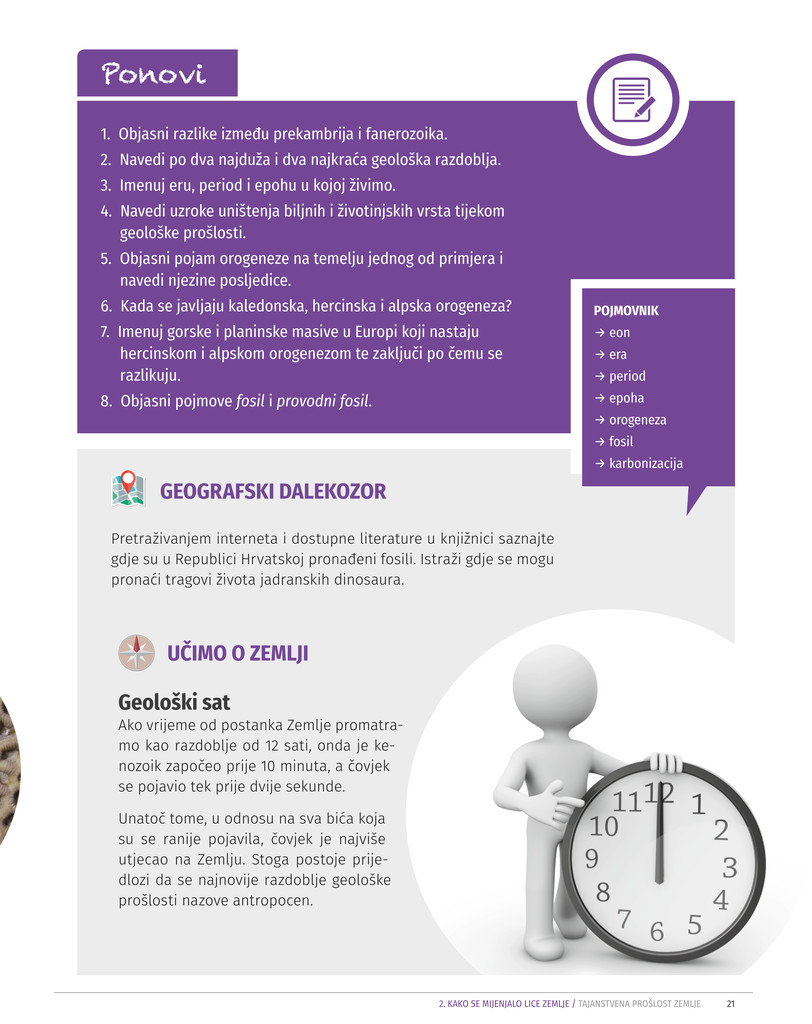 Ponovi
1. Objasni razlike između prekambrija i fanerozoika.
2. Navedi po dva najduža i dva najkraća geološka razdoblja.
3. Imenuj eru, period i epohu u kojoj živimo.
4. Navedi uzroke uništenja biljnih i životinjskih vrsta tijekom
geološke prošlosti.
5. Objasni pojam orogeneze na temelju jednog od primjera i
navedi njezine posljedice.
6. Kada se javljaju kaledonska, hercinska i alpska orogeneza?
7. Imenuj gorske i planinske masive u Europi koji nastaju
hercinskom i alpskom orogenezom te zaključi po čemu se
razlikuju.
8. Objasni pojmove fosil i provodni fosil.
POJMOVNIK
→ eon
→ era
→ period
→ epoha
→ orogeneza
→ fosil
→ karbonizacija
GEOGRAFSKI DALEKOZOR
Pretraživanjem interneta i dostupne literature u knjižnici saznajte
gdje su u Republici Hrvatskoj pronađeni fosili. Istraži gdje se mogu
pronaći tragovi života jadranskih dinosaura.
UČIMO O ZEMLJI
Geološki sat
Ako vrijeme od postanka Zemlje promatra-
mo kao razdoblje od 12 sati, onda je ke-
nozoik započeo prije 10 minuta, a čovjek
se pojavio tek prije dvije sekunde.
Unatoč tome, u odnosu na sva bića koja
su se ranije pojavila, čovjek je najviše
utjecao na Zemlju. Stoga postoje prije-
dlozi da se najnovije razdoblje geološke
prošlosti nazove antropocen.
12
1
2
3
4
5
6
7
8
9
10
11
2. KAKO SE MIJENJALO LICE ZEMLJE / TAJANSTVENA PROŠLOST ZEMLJE 21